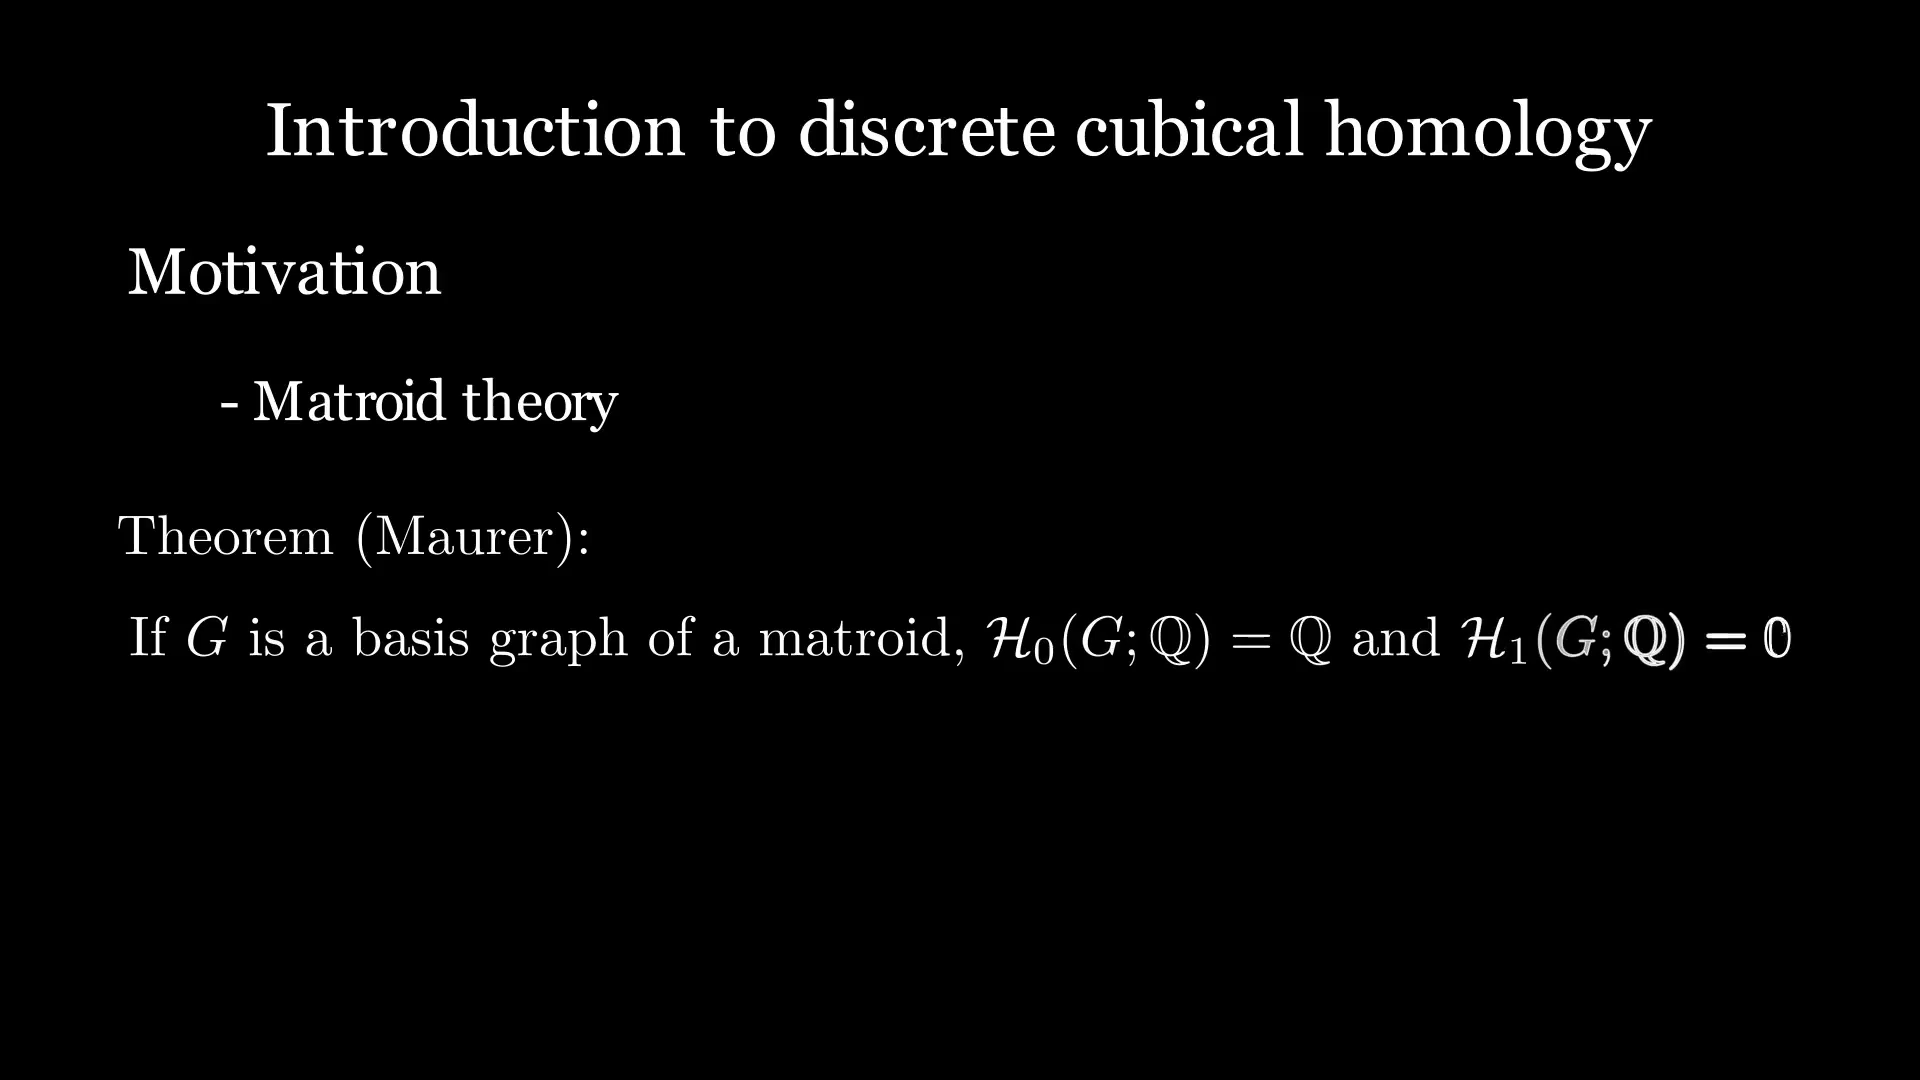 Introduction to discrete cubical homology
Motivation
- Matroid theory
Theorem (Maurer):
If G is a basis graph of a matroid, ℋ₀(G; ℚ) = ℚ and ℋ₁(G; ℚ) = 0